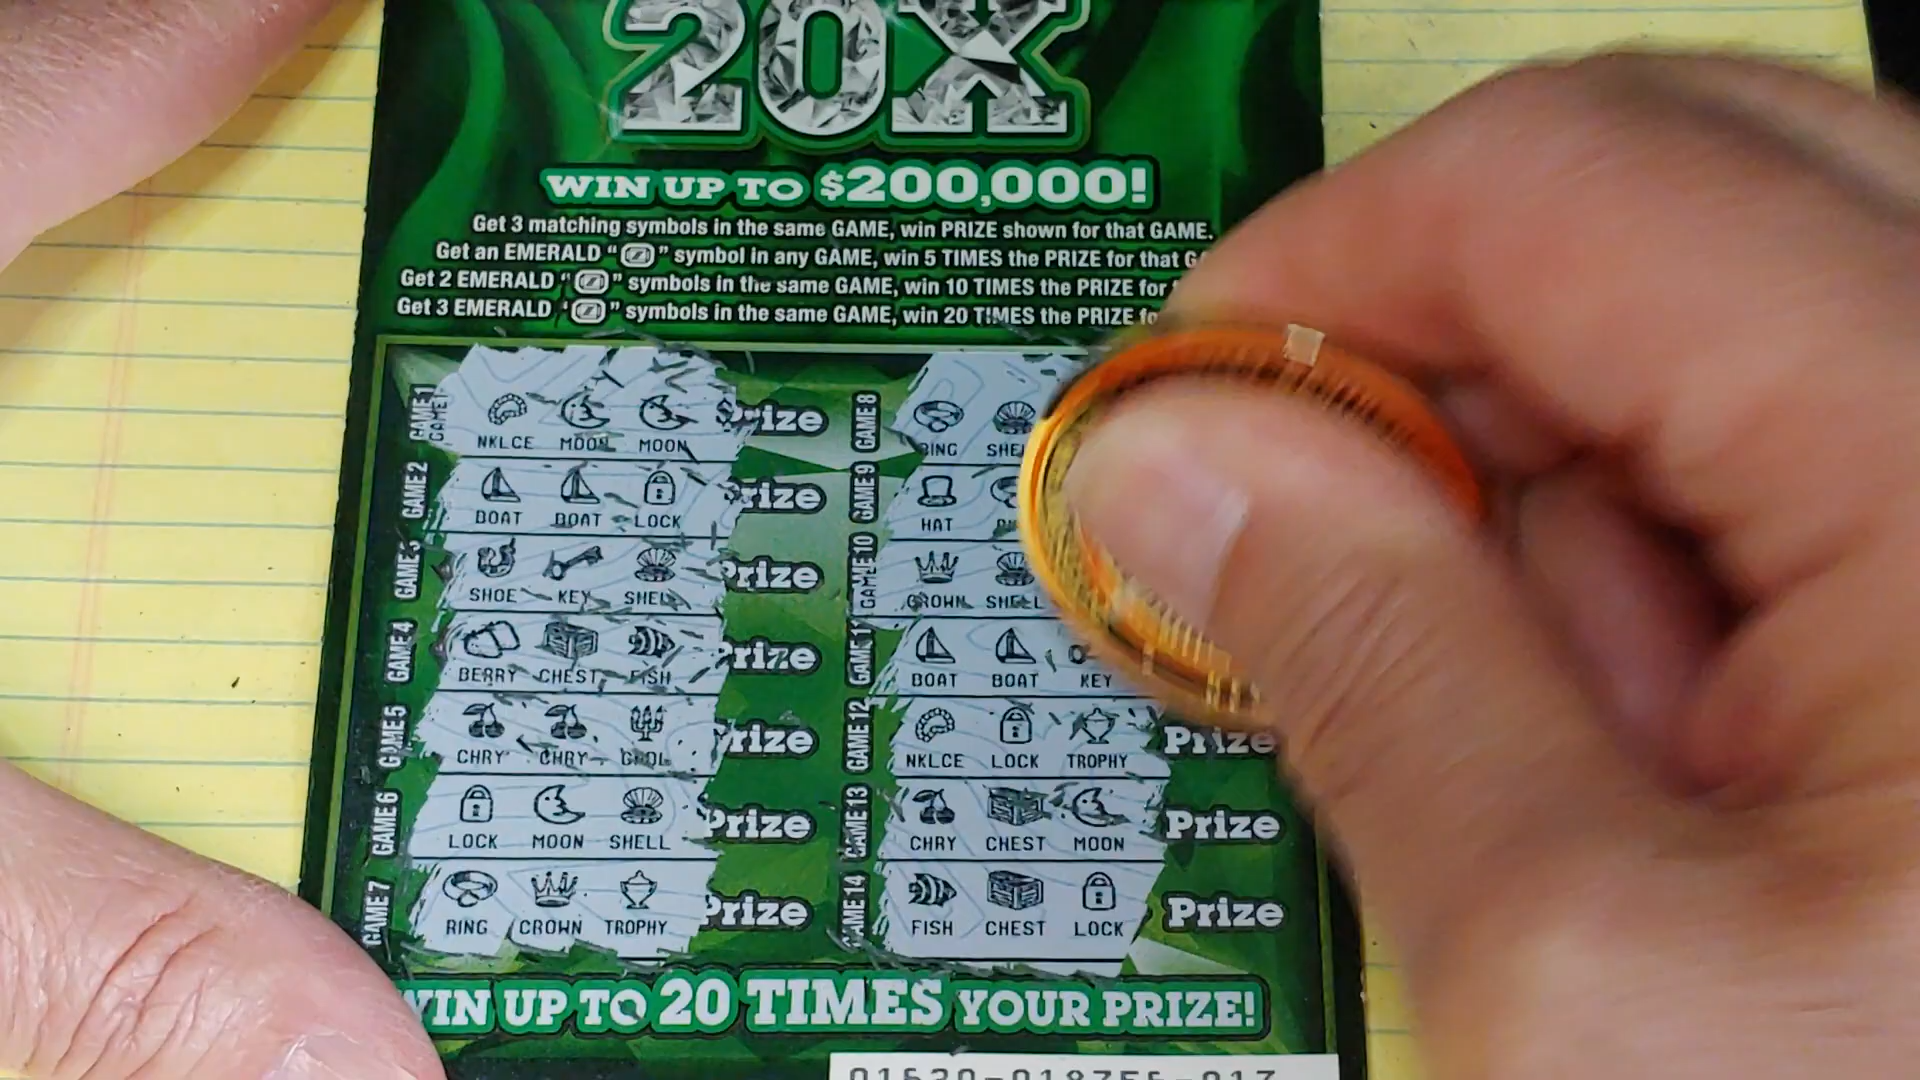 20X
WIN UP TO $200,000!
Get 3 matching symbols in the same GAME, win PRIZE shown for that GAME.
Get an EMERALD " " symbol in any GAME, win 5 TIMES the PRIZE for that
Get 2 EMERALD " " symbols in the same GAME, win 10 TIMES the PRIZE for
Get 3 EMERALD " " symbols in the same GAME, win 20 TIMES the PRIZE
GAME 1
GAME 1
NKLCE MOON MOON
Prize
GAME 2
BOAT BOAT LOCK
Prize
GAME 3
SHOE KEY SHELL
Prize
GAME 4
BERRY CHEST FISH
Prize
GAME 5
CHRY CHRY CNDL
Prize
GAME 6
LOCK MOON SHELL
Prize
GAME 7
RING CROWN TROPHY
Prize
GAME 8
RING
GAME 9
HAT
GAME 10
CROWN SHELL
GAME 11
BOAT BOAT KEY
GAME 12
NKLCE LOCK TROPHY
Prize
GAME 13
CHRY CHEST MOON
Prize
GAME 14
FISH CHEST LOCK
Prize
WIN UP TO 20 TIMES YOUR PRIZE!